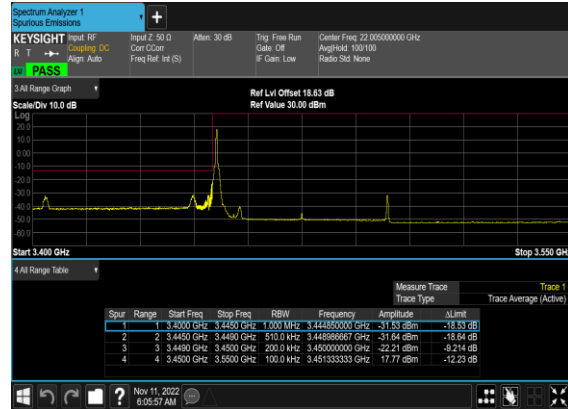 Spectrum Analyzer 1
Spurious Emissions
KEYSIGHT
R T
LXI PASS
Input: RF
Coupling: DC
Align: Auto
Input Z: 50 Ω
Corr CCorr
Freq Ref: Int (S)
Atten: 30 dB
Trig: Free Run
Gate: Off
IF Gain: Low
Center Freq: 22.005000000 GHz
Avg|Hold: 100/100
Radio Std: None
3 All Range Graph
Scale/Div 10.0 dB
Ref Lvl Offset 18.63 dB
Ref Value 30.00 dBm
Log
20.0
10.0
0.00
-10.0
-20.0
-30.0
-40.0
-50.0
-60.0
Start 3.400 GHz
Stop 3.550 GHz
4 All Range Table
Measure Trace Trace 1
Trace Type Trace Average (Active)
Spur Range Start Freq Stop Freq RBW Frequency Amplitude ΔLimit
1 1 3.4000 GHz 3.4450 GHz 1.000 MHz 3.444850000 GHz -31.53 dBm -18.53 dB
2 2 3.4450 GHz 3.4490 GHz 510.0 kHz 3.448986667 GHz -31.64 dBm -18.64 dB
3 3 3.4490 GHz 3.4500 GHz 200.0 kHz 3.450000000 GHz -22.21 dBm -9.214 dB
4 4 3.4500 GHz 3.5500 GHz 100.0 kHz 3.451333333 GHz 17.77 dBm -12.23 dB
Nov 11, 2022
6:05:57 AM